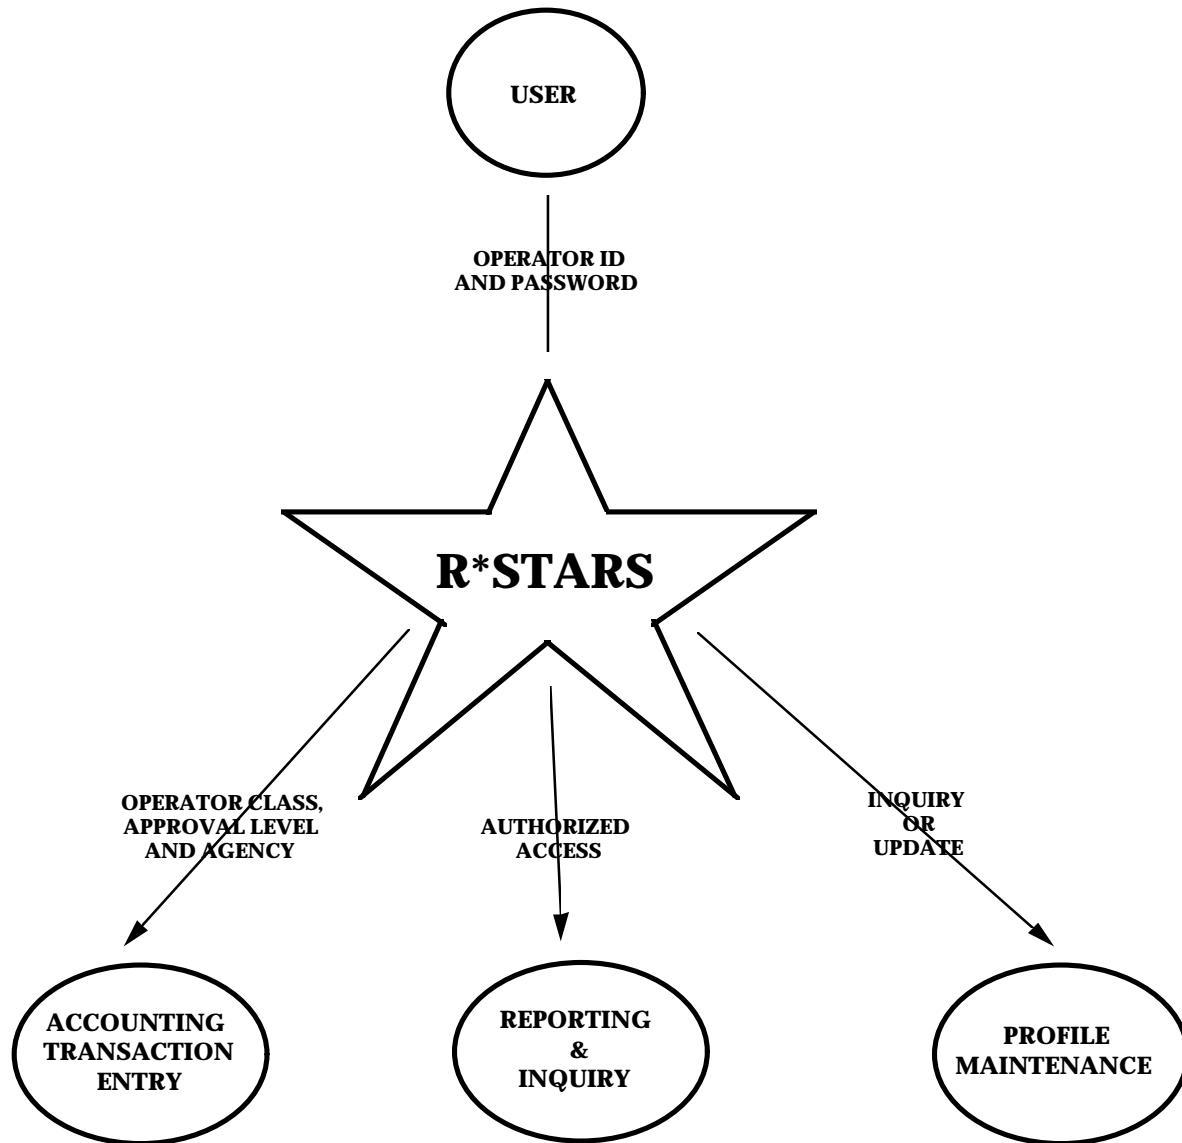 USER
OPERATOR ID
AND PASSWORD
R*STARS
OPERATOR CLASS,
APPROVAL LEVEL
AND AGENCY
AUTHORIZED
ACCESS
INQUIRY
OR
UPDATE
ACCOUNTING
TRANSACTION
ENTRY
REPORTING
&
INQUIRY
PROFILE
MAINTENANCE